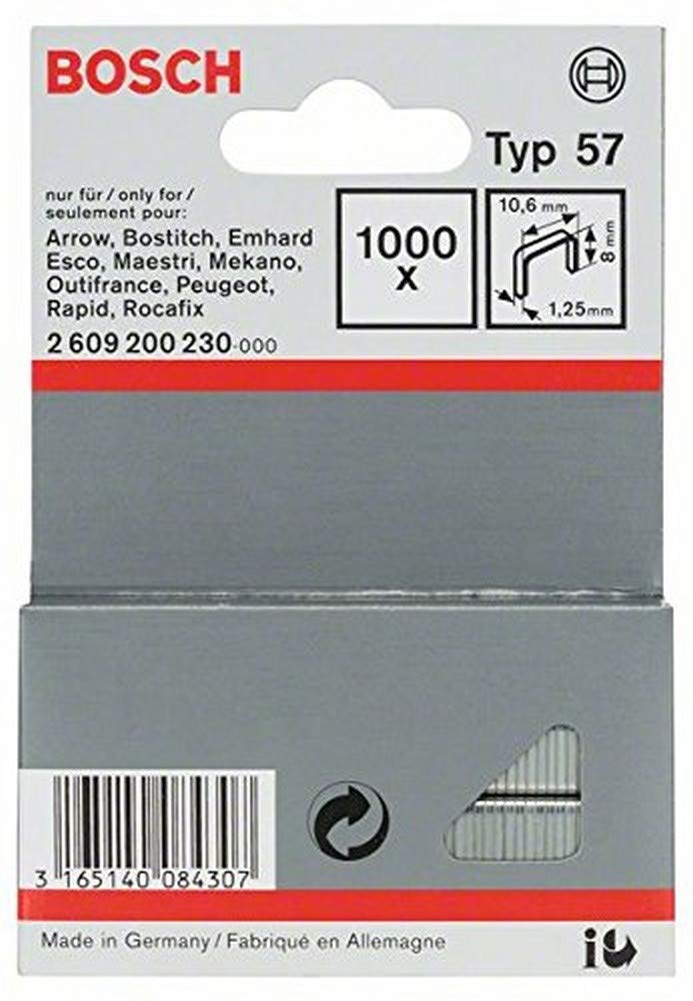 BOSCH
Typ 57
nur für / only for /
seulement pour:
Arrow, Bostitch, Emhard
Esco, Maestri, Mekano,
Outifrance, Peugeot,
Rapid, Rocafix
2 609 200 230-000
1000
x
10,6 mm
8 mm
1,25mm
3 165140 084307
Made in Germany / Fabriqué en Allemagne